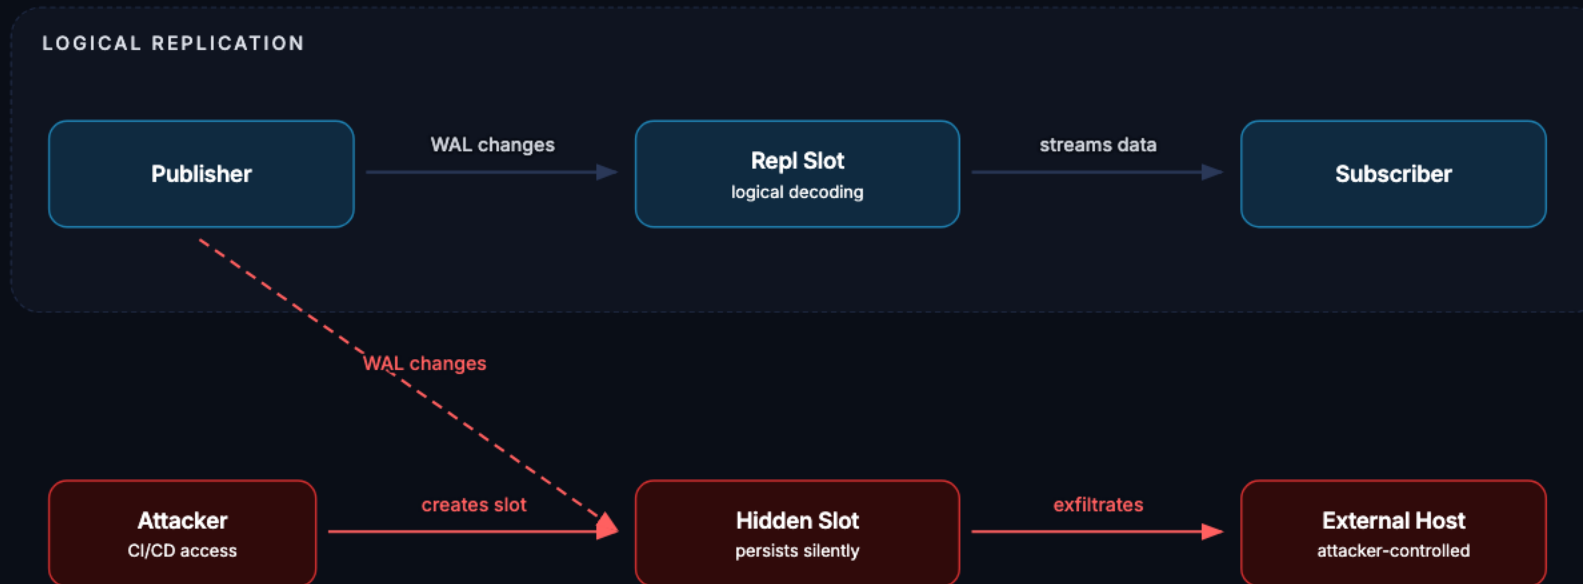 LOGICAL REPLICATION
Publisher
WAL changes
Repl Slot
logical decoding
streams data
Subscriber
WAL changes
Attacker
CI/CD access
creates slot
Hidden Slot
persists silently
exfiltrates
External Host
attacker-controlled